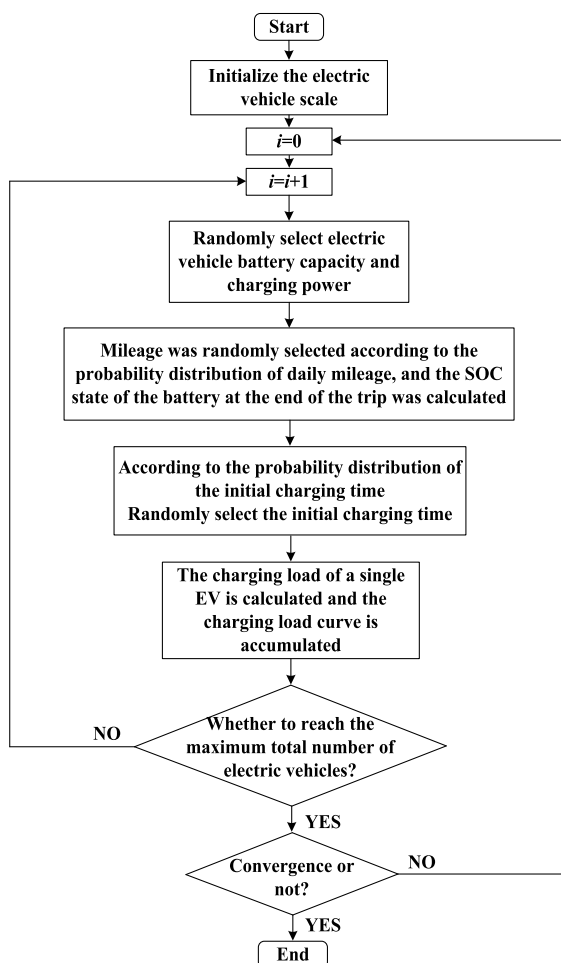 Start
Initialize the electric
vehicle scale
i=0
i=i+1
Randomly select electric
vehicle battery capacity and
charging power
Mileage was randomly selected according to the
probability distribution of daily mileage, and the SOC
state of the battery at the end of the trip was calculated
According to the probability distribution of
the initial charging time
Randomly select the initial charging time
The charging load of a single
EV is calculated and the
charging load curve is
accumulated
NO
Whether to reach the
maximum total number of
electric vehicles?
YES
Convergence or
not?
NO
YES
End